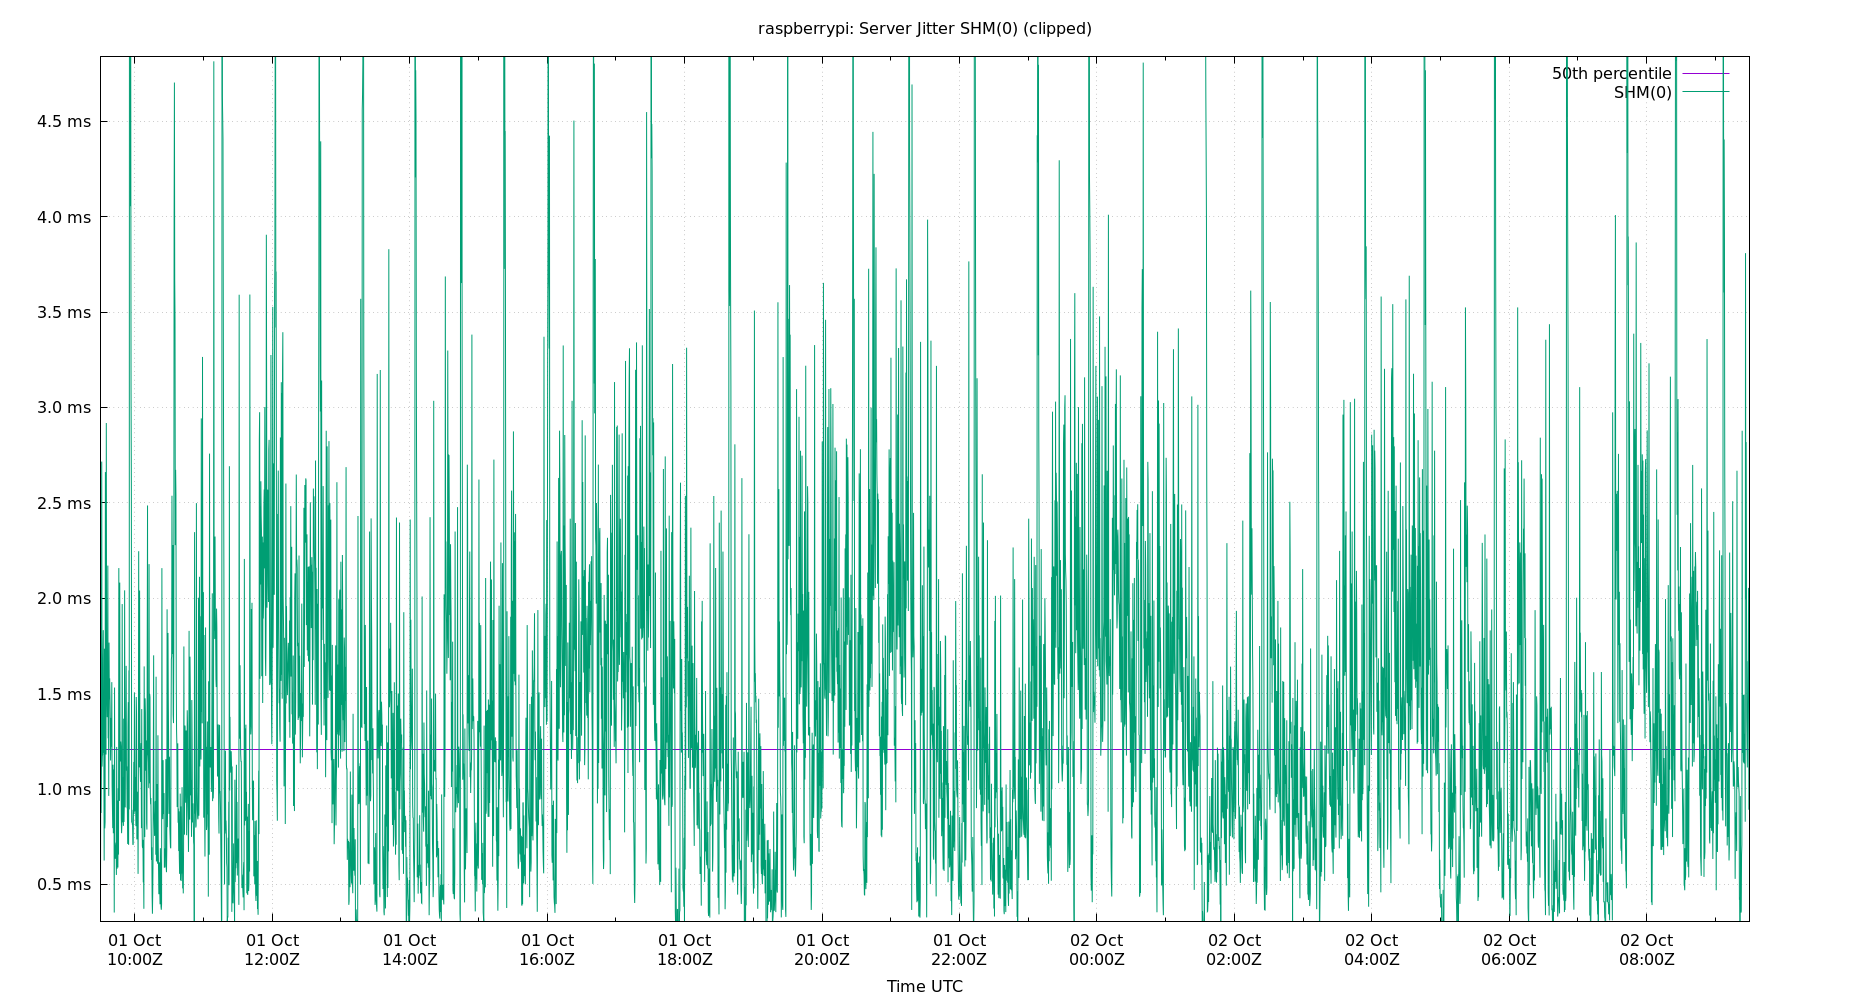 raspberrypi: Server Jitter SHM(0) (clipped)
50th percentile
SHM(0)
4.5 ms
4.0 ms
3.5 ms
3.0 ms
2.5 ms
2.0 ms
1.5 ms
1.0 ms
0.5 ms
01 Oct 01 Oct 01 Oct 01 Oct 01 Oct 01 Oct 01 Oct 02 Oct 02 Oct 02 Oct 02 Oct 02 Oct
10:00Z 12:00Z 14:00Z 16:00Z 18:00Z 20:00Z 22:00Z 00:00Z 02:00Z 04:00Z 06:00Z 08:00Z
Time UTC